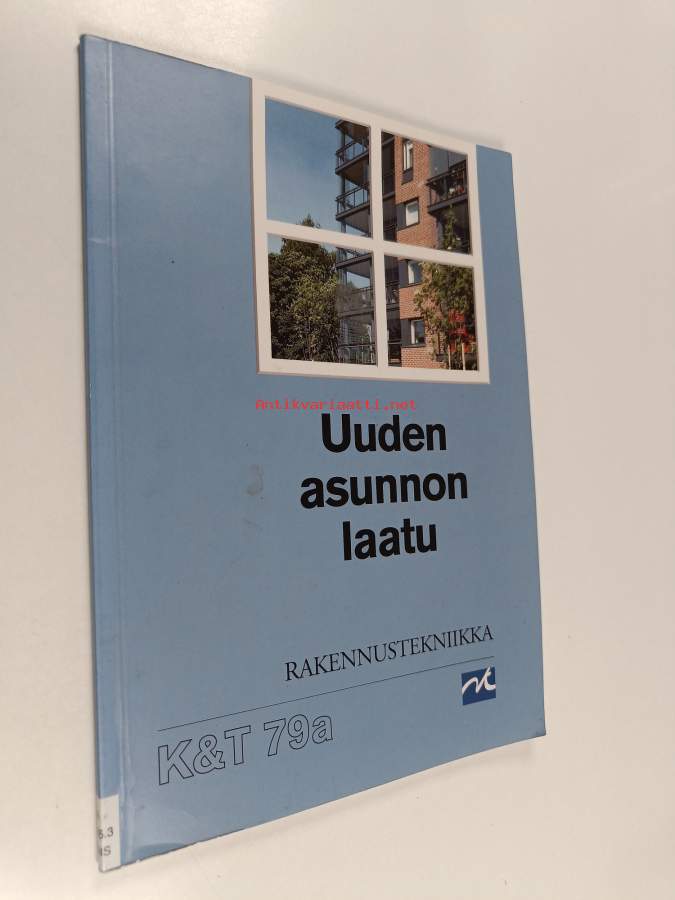 Antikvariaatti.net
Uuden
asunnon
laatu
RAKENNUSTEKNIIKKA
K&T 79a